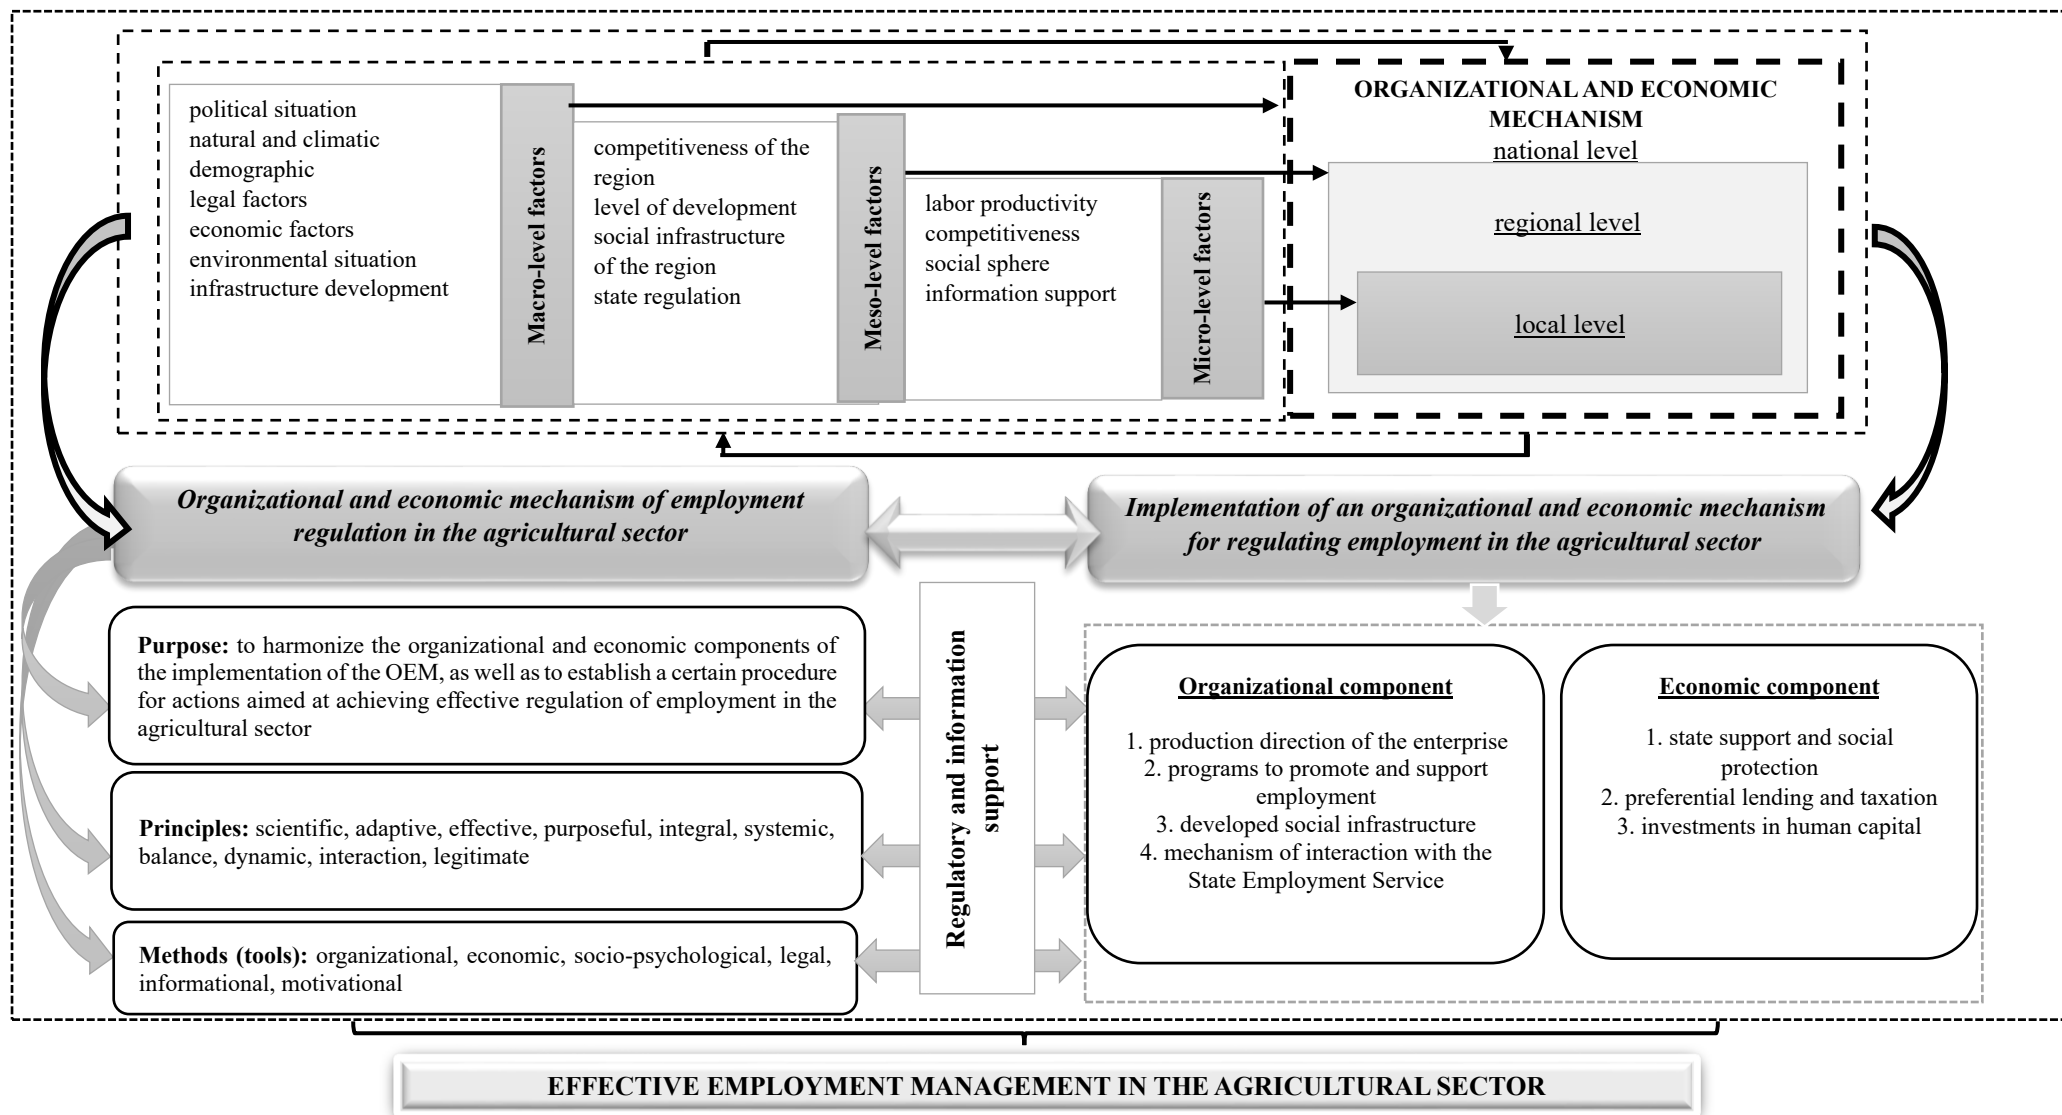 political situation
natural and climatic
demographic
legal factors
economic factors
environmental situation
infrastructure development
Macro-level factors
competitiveness of the
region
level of development
social infrastructure
of the region
state regulation
Meso-level factors
labor productivity
competitiveness
social sphere
information support
Micro-level factors
ORGANIZATIONAL AND ECONOMIC
MECHANISM
national level
regional level
local level
Organizational and economic mechanism of employment
regulation in the agricultural sector
Implementation of an organizational and economic mechanism
for regulating employment in the agricultural sector
Purpose: to harmonize the organizational and economic components of
the implementation of the OEM, as well as to establish a certain procedure
for actions aimed at achieving effective regulation of employment in the
agricultural sector
Principles: scientific, adaptive, effective, purposeful, integral, systemic,
balance, dynamic, interaction, legitimate
Methods (tools): organizational, economic, socio-psychological, legal,
informational, motivational
Regulatory and information
support
Organizational component
1. production direction of the enterprise
2. programs to promote and support
employment
3. developed social infrastructure
4. mechanism of interaction with the
State Employment Service
Economic component
1. state support and social
protection
2. preferential lending and taxation
3. investments in human capital
EFFECTIVE EMPLOYMENT MANAGEMENT IN THE AGRICULTURAL SECTOR